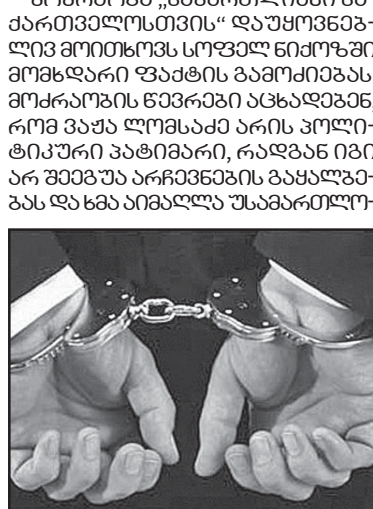 ქართველოსთვის“ დაუყოვნებ-
ლივ მოითხოვს სოფელ ნიქოზში
მომხდარი ფაქტის გამოძიებას
მოძრაობის წევრები აცხადებენ,
რომ ვაჟა ლომსაძე არის პოლი-
ტიკური პატიმარი, რადგან იგი
არ შეეგუა არჩევნების გაყალბე-
ბას და ხმა აიმაღლა უსამართლო-